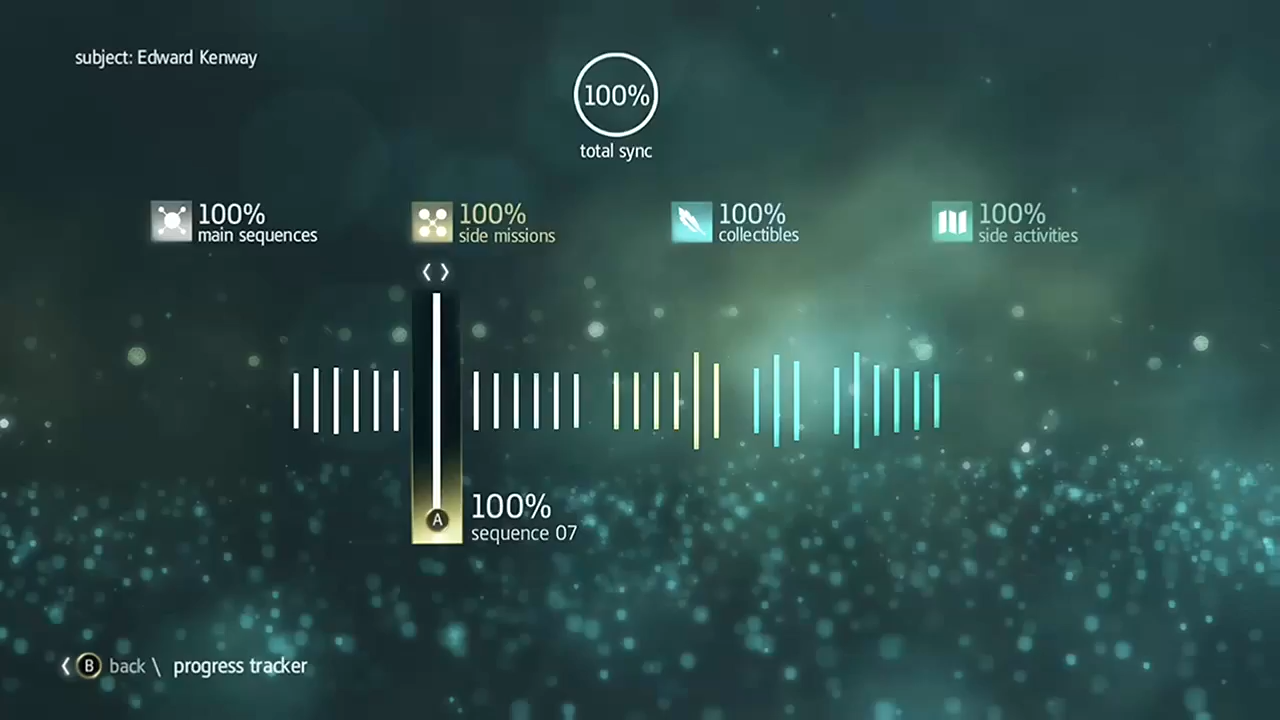 subject: Edward Kenway
100%
total sync
100%
main sequences
100%
side missions
100%
collectibles
100%
side activities
A
100%
sequence 07
B back \ progress tracker